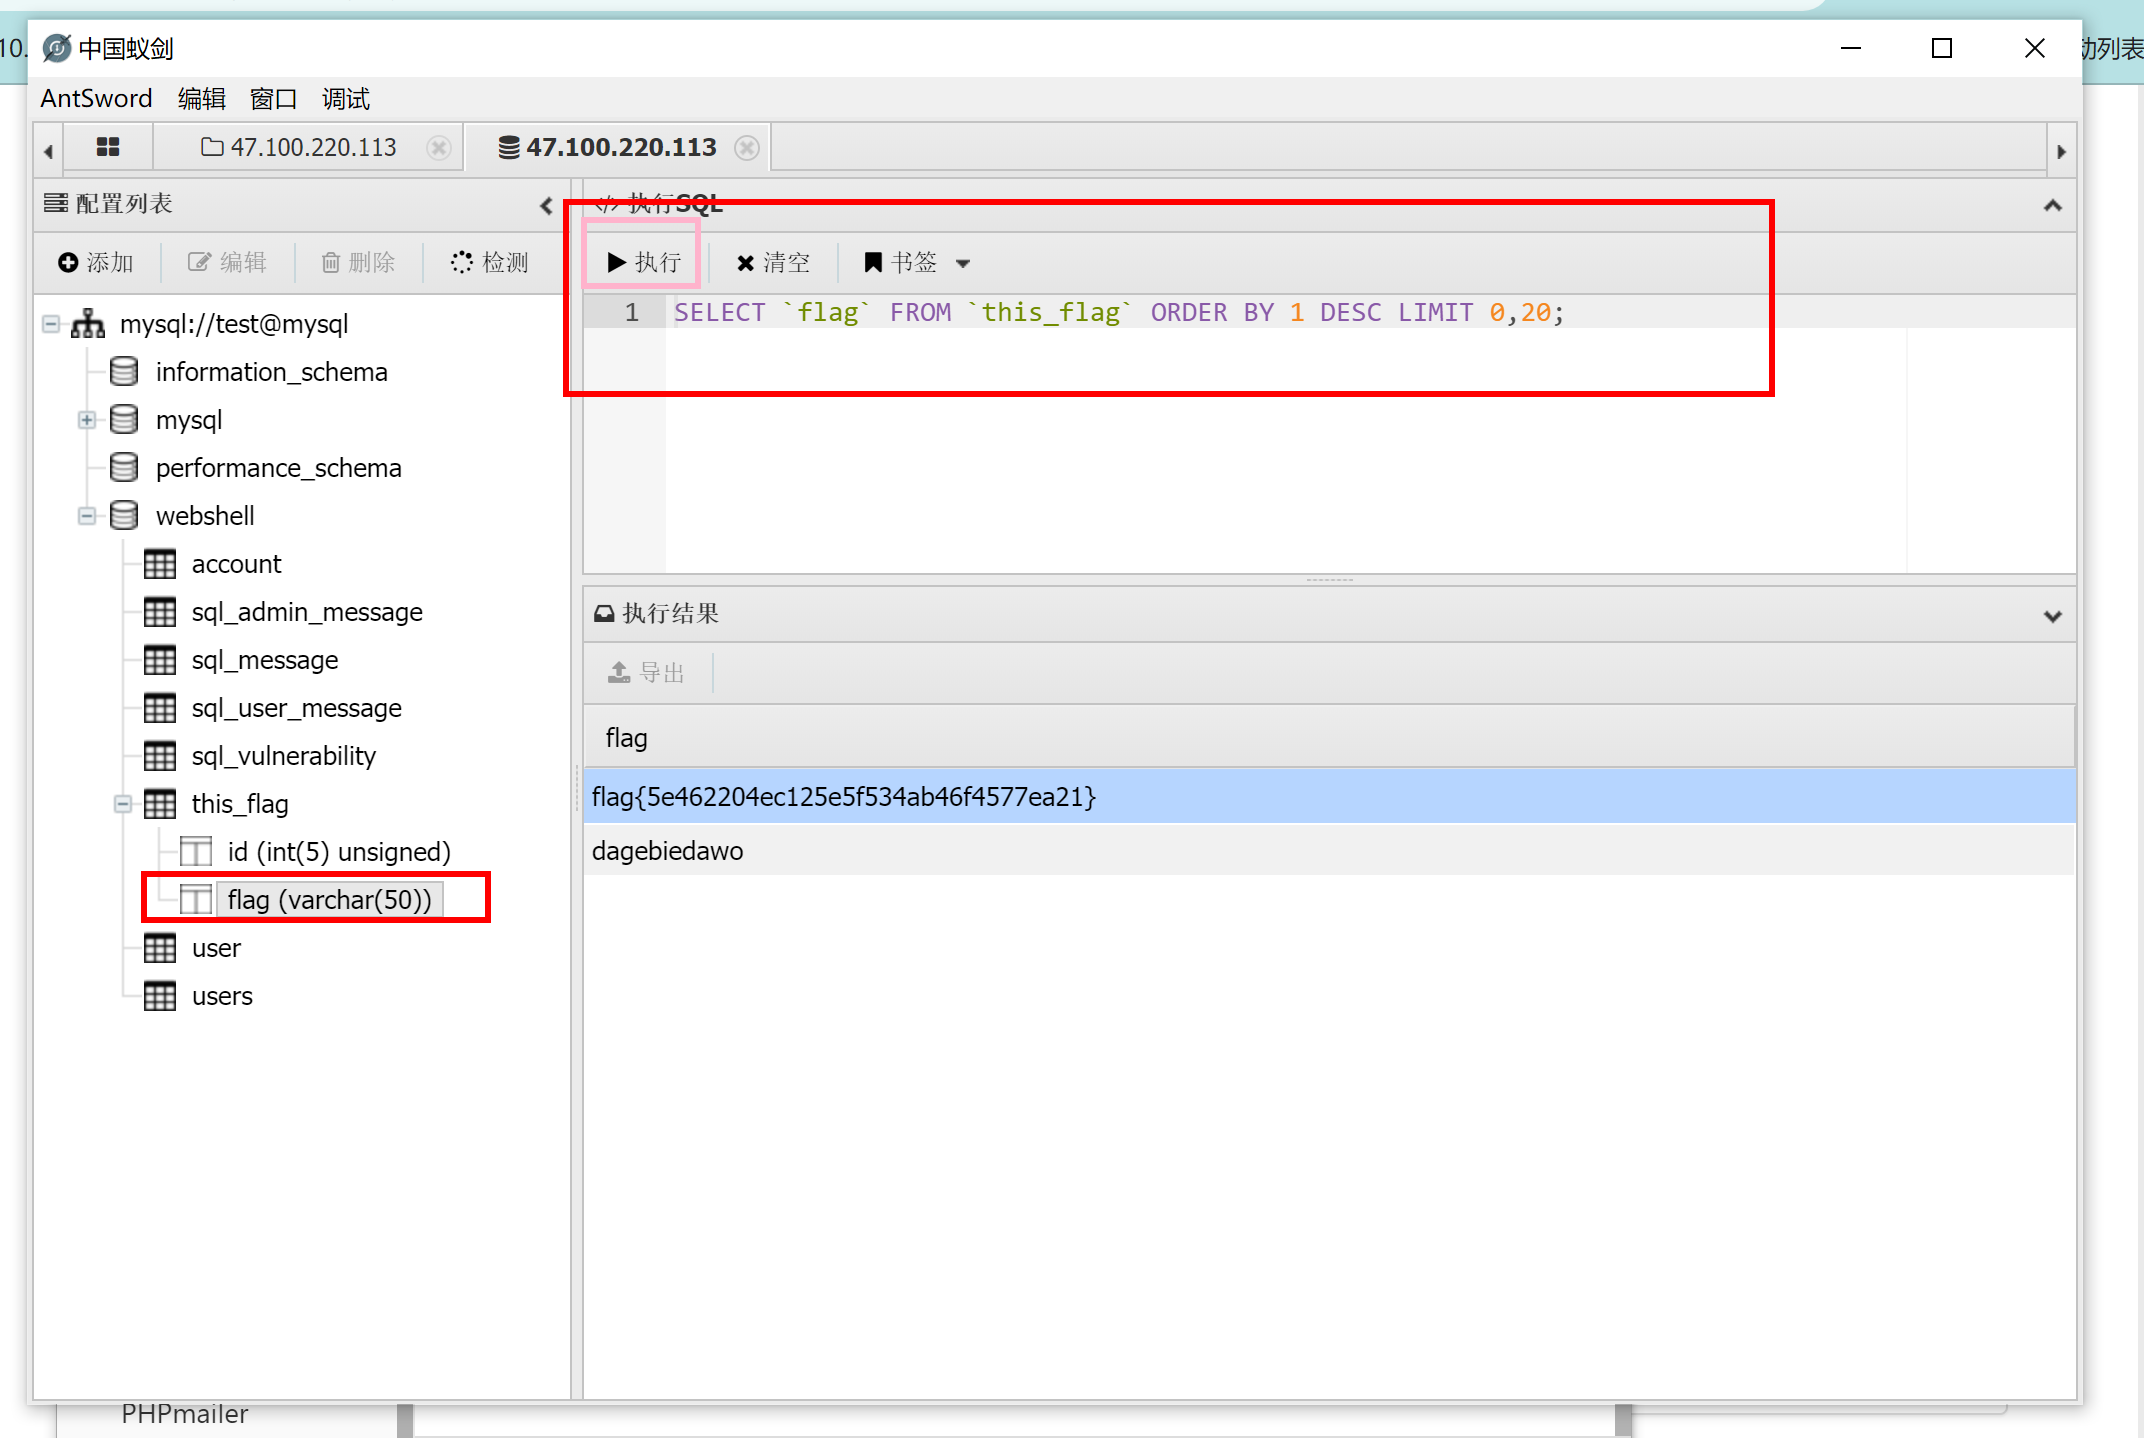 10.
动列表
中国蚁剑
AntSword 编辑 窗口 调试
47.100.220.113
47.100.220.113
配置列表
添加 编辑 删除 检测
mysql://test@mysql
information_schema
mysql
performance_schema
webshell
account
sql_admin_message
sql_message
sql_user_message
sql_vulnerability
this_flag
id (int(5) unsigned)
flag (varchar(50))
user
users
</> 执行SQL
执行 清空 书签
1 SELECT `flag` FROM `this_flag` ORDER BY 1 DESC LIMIT 0,20;
执行结果
导出
flag
flag{5e462204ec125e5f534ab46f4577ea21}
dagebiedawo
PHPmailer